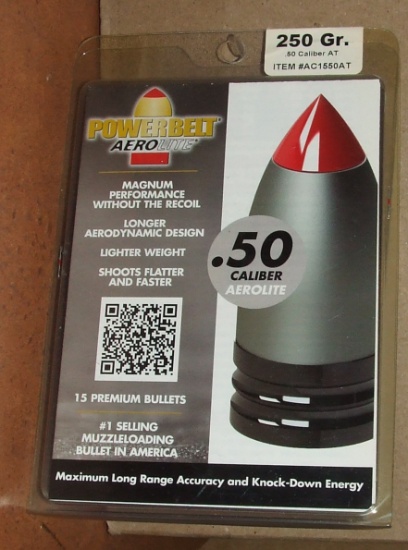 250 Gr.
.50 Caliber AT
ITEM #AC1550AT
POWERBELT
AEROLITE
MAGNUM
PERFORMANCE
WITHOUT THE RECOIL
LONGER
AERODYNAMIC DESIGN
LIGHTER WEIGHT
SHOOTS FLATTER
AND FASTER
.50
CALIBER
AEROLITE
15 PREMIUM BULLETS
#1 SELLING
MUZZLELOADING
BULLET IN AMERICA
Maximum Long Range Accuracy and Knock-Down Energy